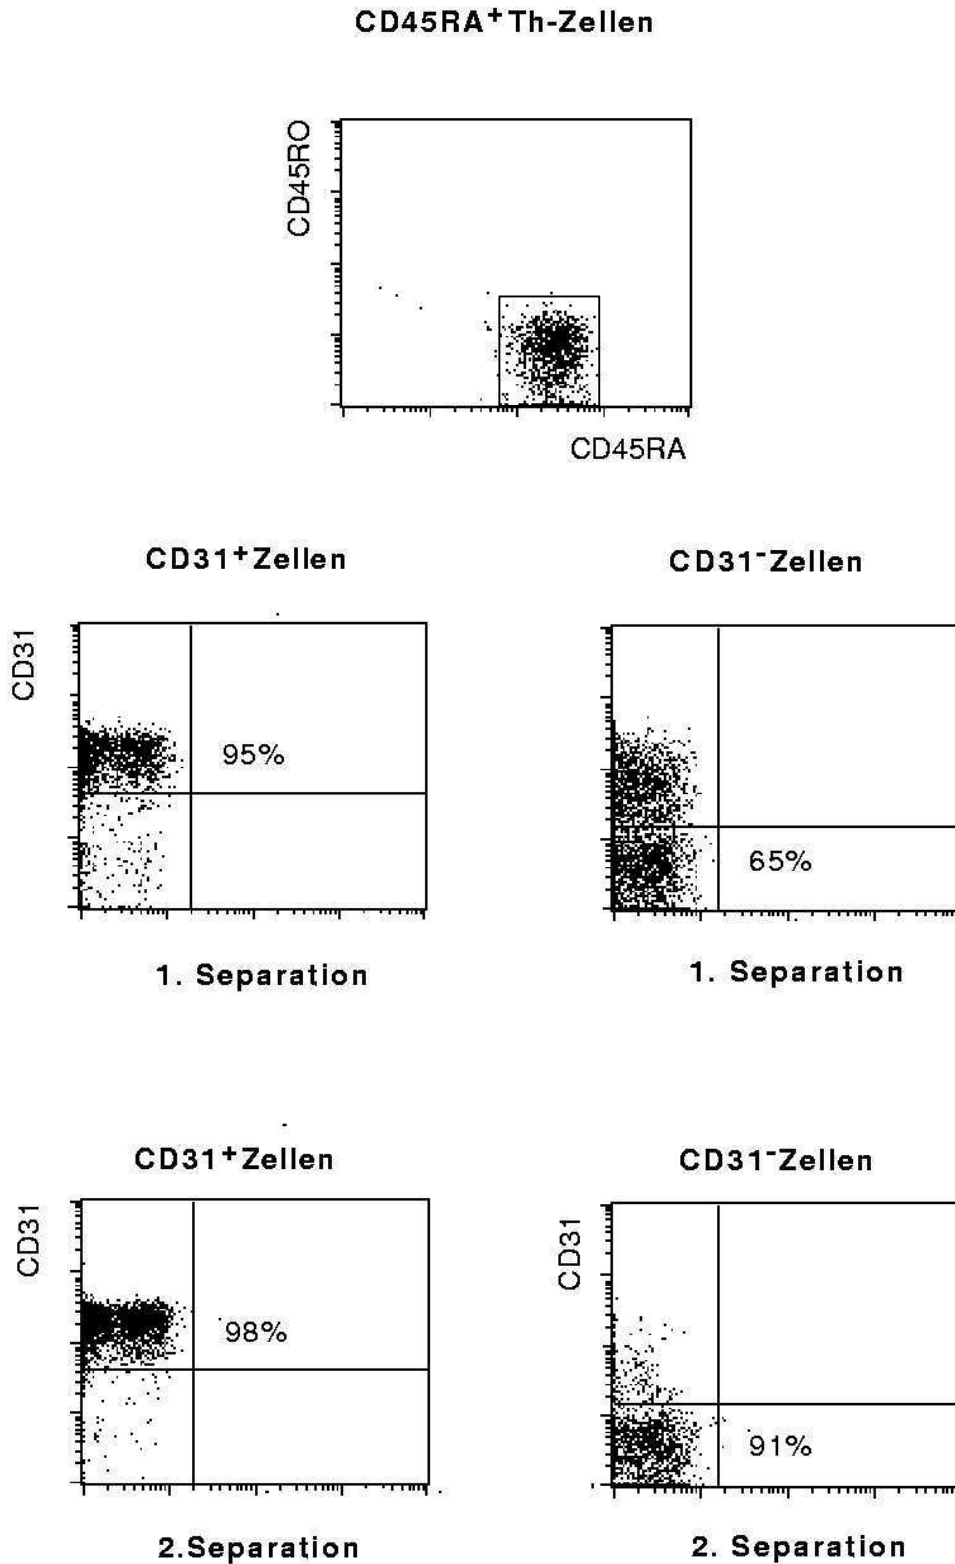 CD45RA+ Th-Zellen
CD45RO
CD45RA
CD31+Zellen
CD31-Zellen
CD31
95%
65%
1. Separation
1. Separation
CD31+Zellen
CD31-Zellen
CD31
CD31
98%
91%
2.Separation
2. Separation